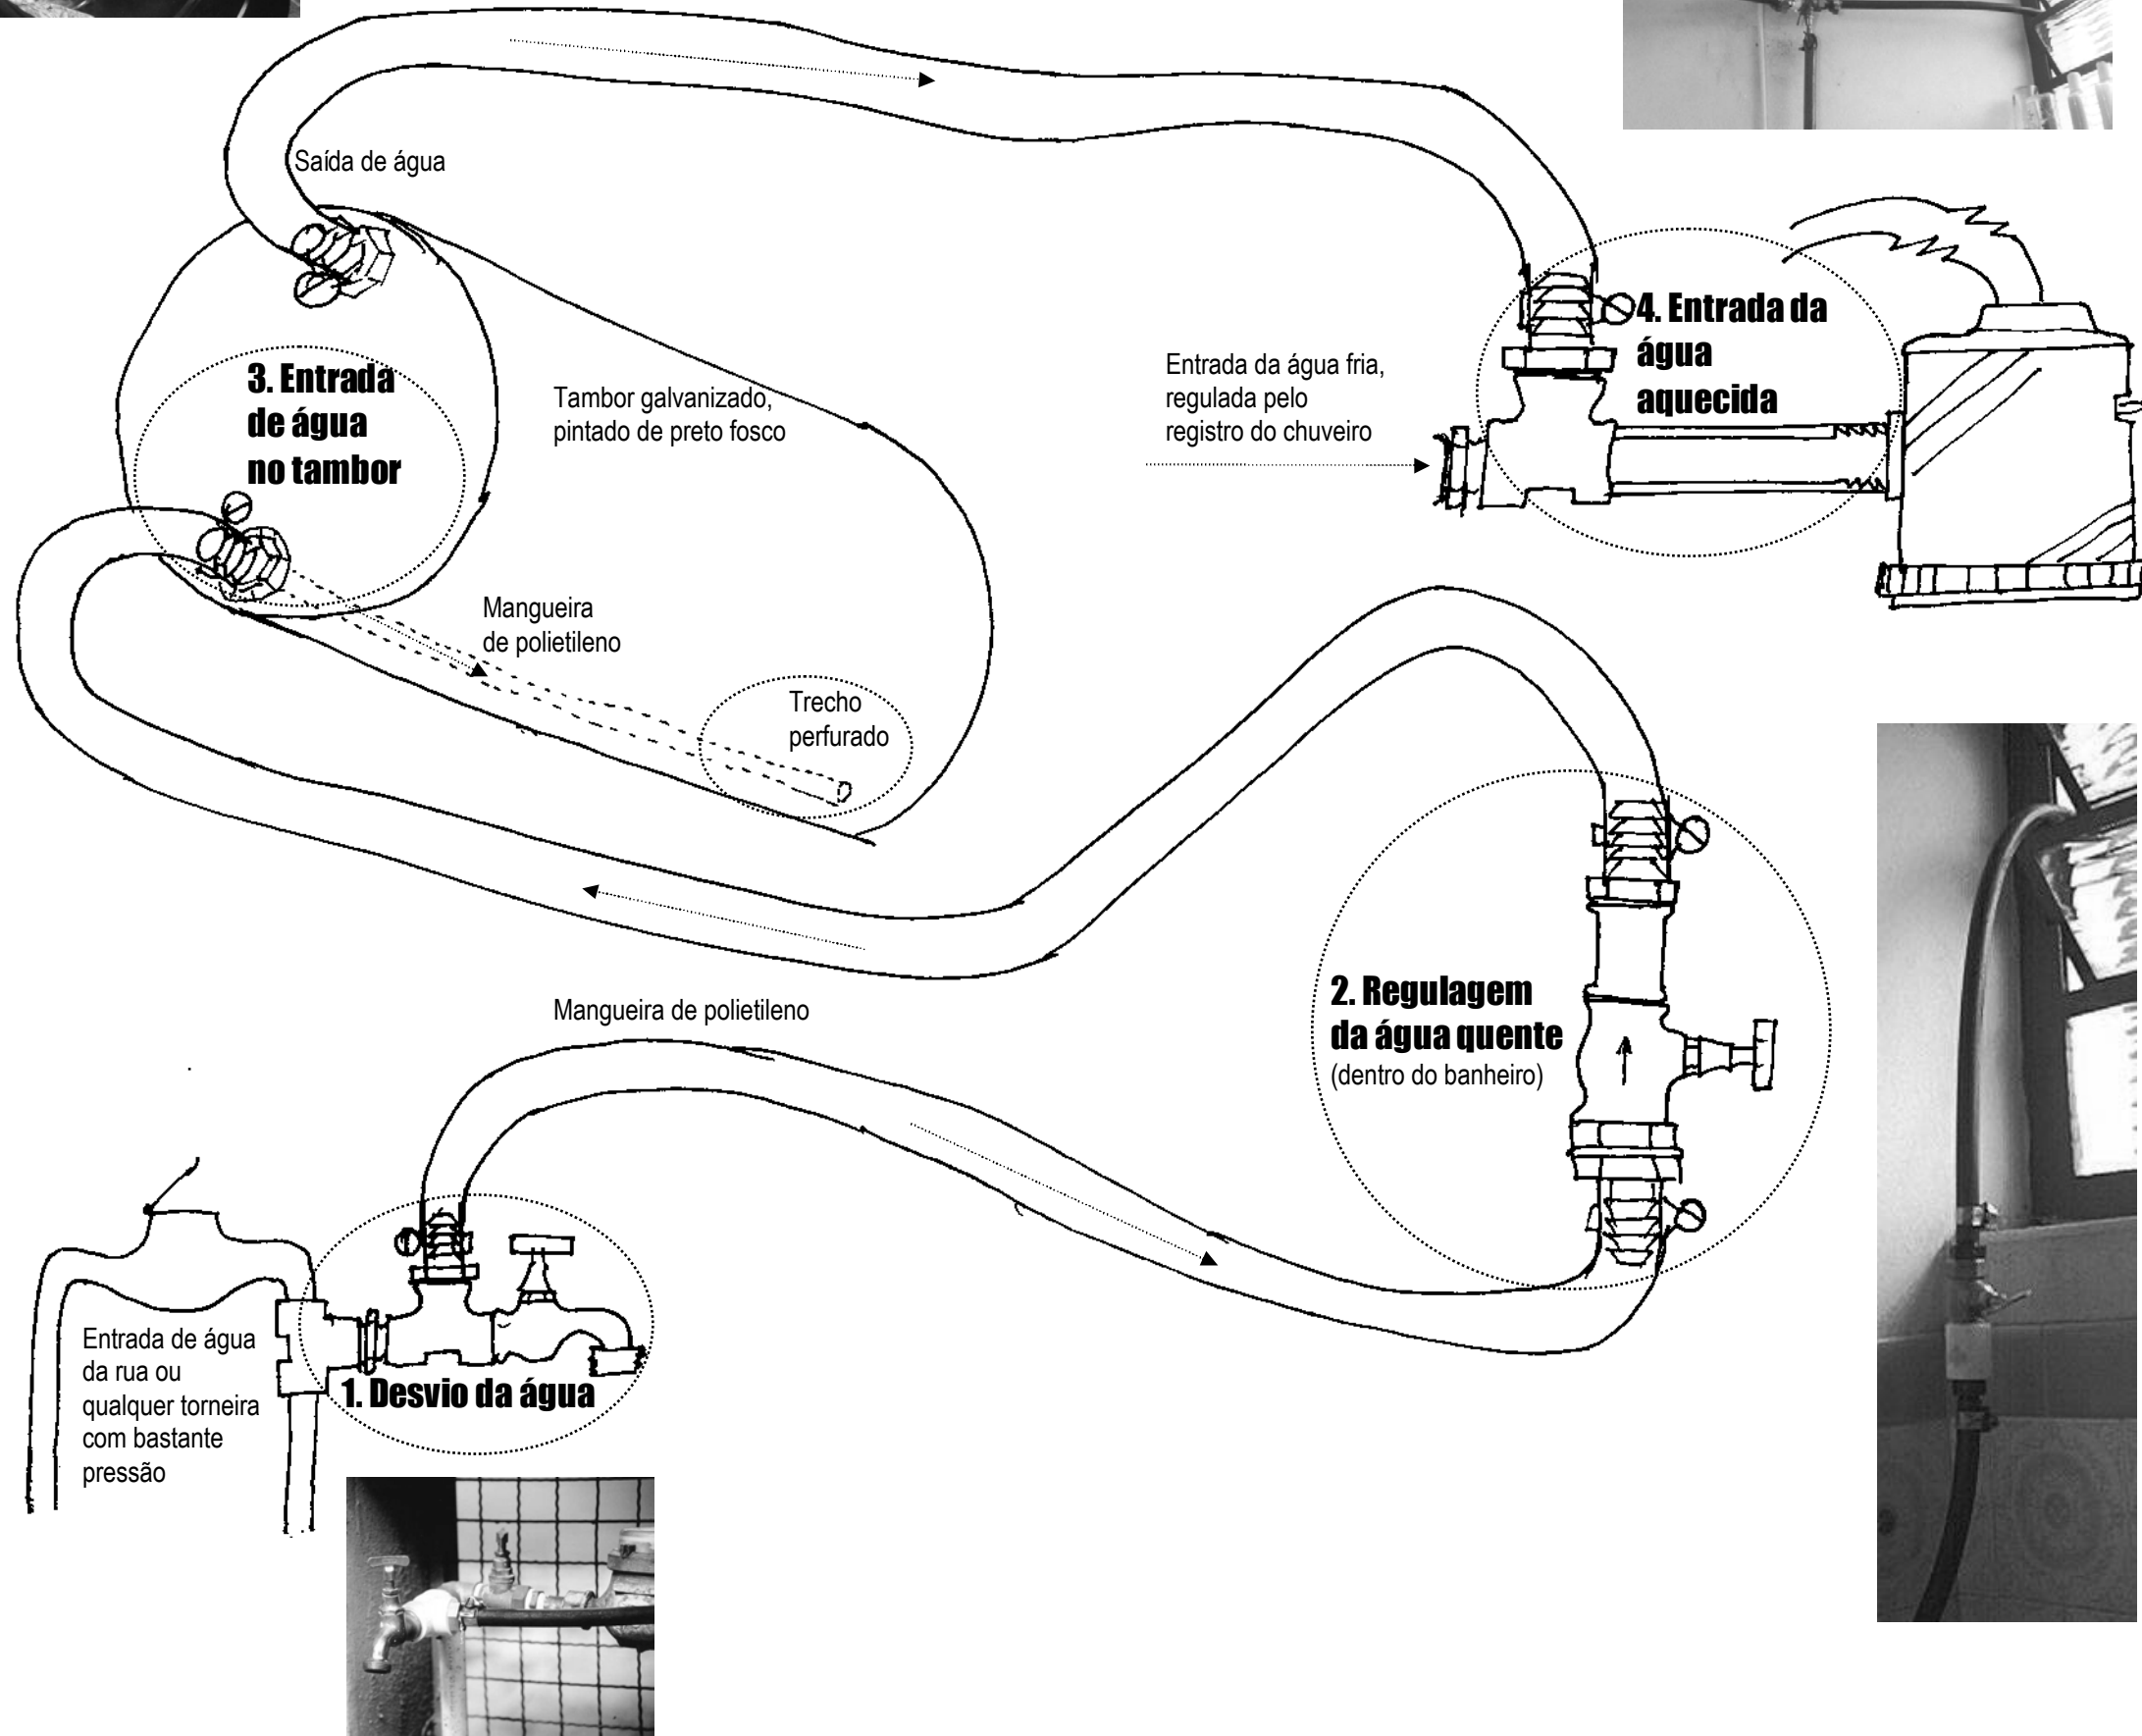 Saída de água
3. Entrada
de água
no tambor
Tambor galvanizado,
pintado de preto fosco
Entrada da água fria,
regulada pelo
registro do chuveiro
4. Entrada da
água
aquecida
Mangueira
de polietileno
Trecho
perfurado
2. Regulagem
da água quente
(dentro do banheiro)
Mangueira de polietileno
Entrada de água
da rua ou
qualquer torneira
com bastante
pressão
1. Desvio da água